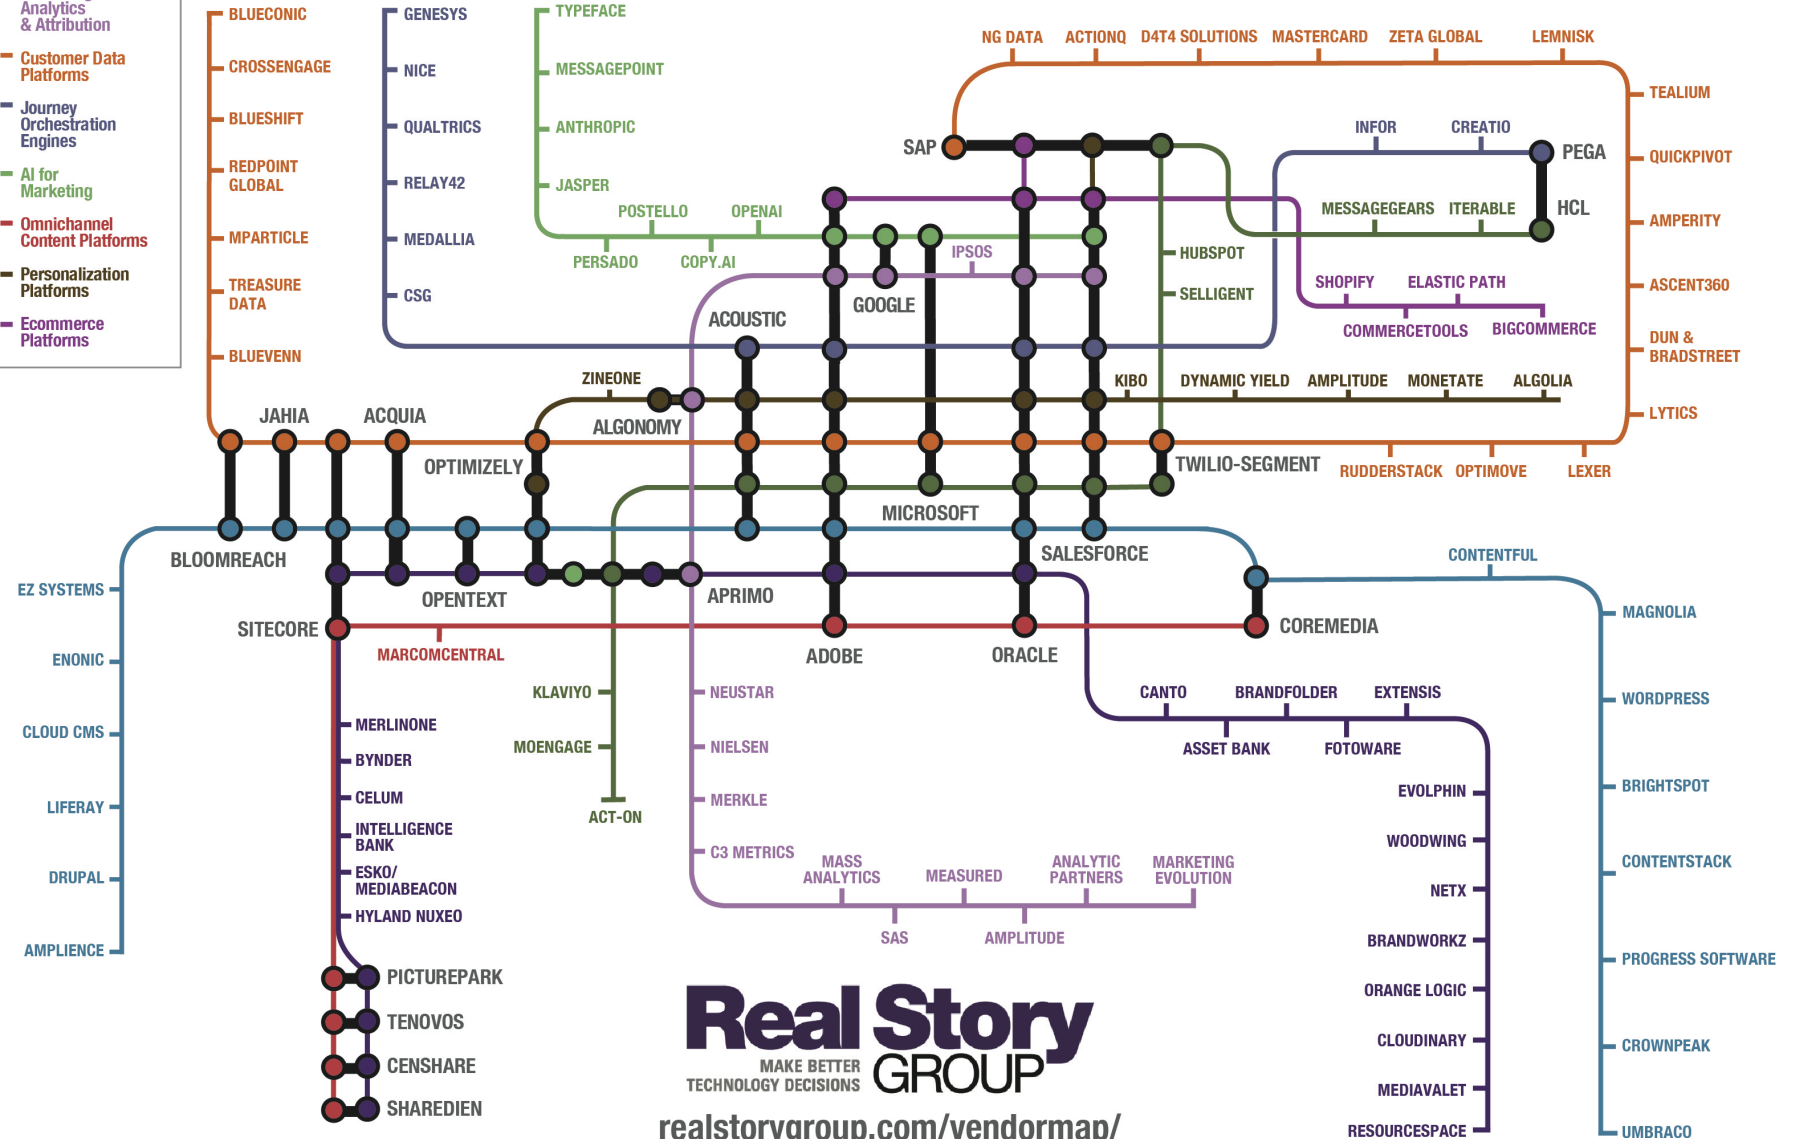 Analytics
& Attribution
Customer Data
Platforms
Journey
Orchestration
Engines
AI for
Marketing
Omnichannel
Content Platforms
Personalization
Platforms
Ecommerce
Platforms
BLUECONIC
CROSSENGAGE
BLUESHIFT
REDPOINT
GLOBAL
MPARTICLE
TREASURE
DATA
BLUEVENN
GENESYS
NICE
QUALTRICS
RELAY42
MEDALLIA
CSG
TYPEFACE
MESSAGEPOINT
ANTHROPIC
JASPER
POSTELLO
OPENAI
PERSADO
COPY.AI
NG DATA
ACTIONQ
D4T4 SOLUTIONS
MASTERCARD
ZETA GLOBAL
LEMNISK
TEALIUM
QUICKPIVOT
AMPERITY
ASCENT360
DUN &
BRADSTREET
LYTICS
SAP
INFOR
CREATIO
PEGA
HCL
MESSAGEGEARS
ITERABLE
HUBSPOT
SELLIGENT
SHOPIFY
ELASTIC PATH
COMMERCETOOLS
BIGCOMMERCE
IPSOS
GOOGLE
ACOUSTIC
ZINEONE
ALGONOMY
KIBO
DYNAMIC YIELD
AMPLITUDE
MONETATE
ALGOLIA
JAHIA
ACQUIA
OPTIMIZELY
TWILIO-SEGMENT
RUDDERSTACK
OPTIMOVE
LEXER
MICROSOFT
BLOOMREACH
SALESFORCE
CONTENTFUL
EZ SYSTEMS
ENONIC
CLOUD CMS
LIFERAY
DRUPAL
AMPLIENCE
OPENTEXT
APRIMO
SITECORE
MARCOMCENTRAL
ADOBE
ORACLE
COREMEDIA
MAGNOLIA
WORDPRESS
BRIGHTSPOT
CONTENTSTACK
PROGRESS SOFTWARE
CROWNPEAK
UMBRACO
MERLINONE
BYNDER
CELUM
INTELLIGENCE
BANK
ESKO/
MEDIABEACON
HYLAND NUXEO
PICTUREPARK
TENOVOS
CENSHARE
SHAREDIEN
KLAVIYO
MOENGAGE
ACT-ON
NEUSTAR
NIELSEN
MERKLE
C3 METRICS
MASS
ANALYTICS
MEASURED
ANALYTIC
PARTNERS
MARKETING
EVOLUTION
SAS
AMPLITUDE
CANTO
BRANDFOLDER
EXTENSIS
ASSET BANK
FOTOWARE
EVOLPHIN
WOODWING
NETX
BRANDWORKZ
ORANGE LOGIC
CLOUDINARY
MEDIAVALET
RESOURCESPACE
Real Story
GROUP
MAKE BETTER
TECHNOLOGY DECISIONS
realstorygroup.com/vendormap/